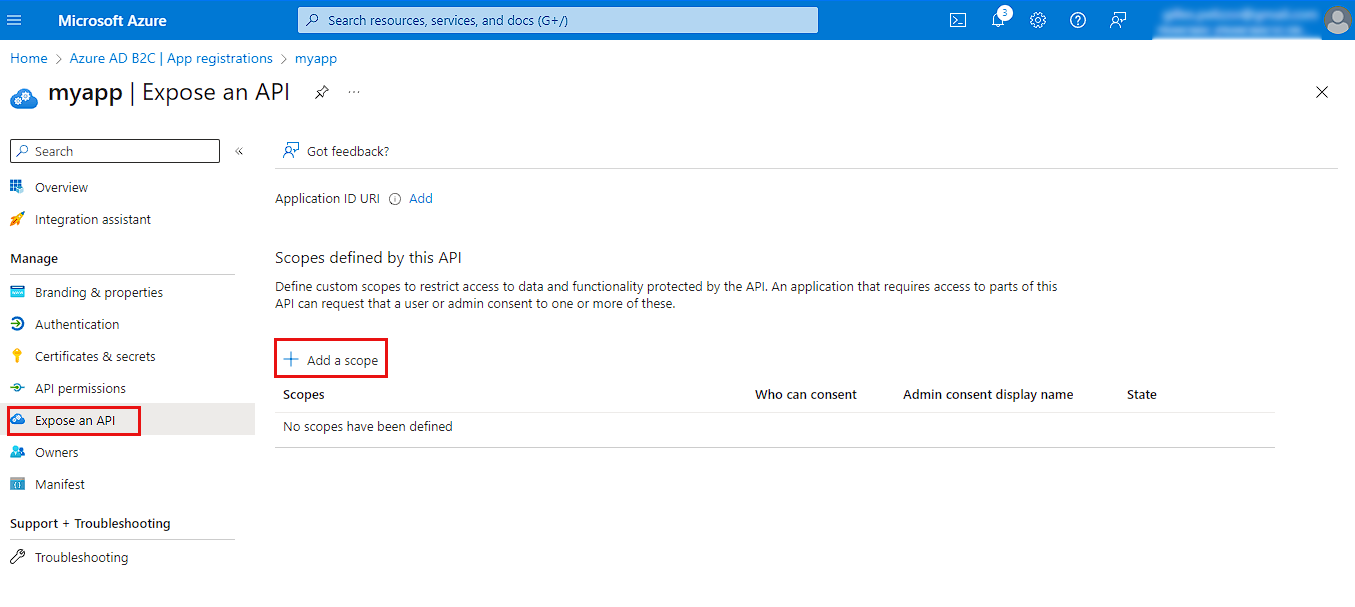 Microsoft Azure
Search resources, services, and docs (G+/)
3
Home > Azure AD B2C | App registrations > myapp
myapp | Expose an API
Search
«
Got feedback?
Overview
Integration assistant
Manage
Branding & properties
Authentication
Certificates & secrets
API permissions
Expose an API
Owners
Manifest
Support + Troubleshooting
Troubleshooting
Application ID URI Add
Scopes defined by this API
Define custom scopes to restrict access to data and functionality protected by the API. An application that requires access to parts of this
API can request that a user or admin consent to one or more of these.
Add a scope
Scopes Who can consent Admin consent display name State
No scopes have been defined